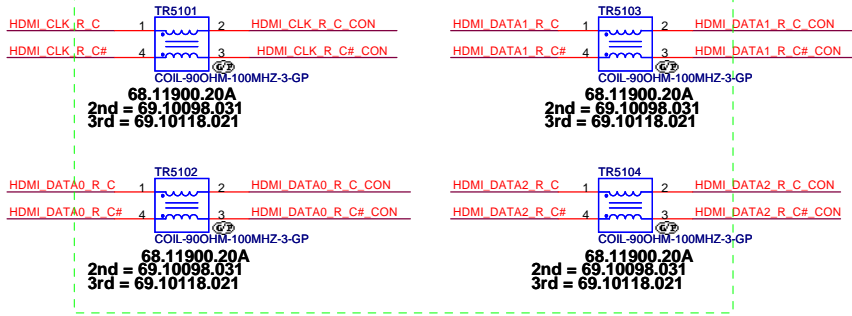 TR5101
HDMI_CLK_R_C 1 2 HDMI_CLK_R_C_CON
HDMI_CLK_R_C# 4 3 HDMI_CLK_R_C#_CON
G/P
COIL-90OHM-100MHZ-3-GP
68.11900.20A
2nd = 69.10098.031
3rd = 69.10118.021
TR5103
HDMI_DATA1_R_C 1 2 HDMI_DATA1_R_C_CON
HDMI_DATA1_R_C# 4 3 HDMI_DATA1_R_C#_CON
G/P
COIL-90OHM-100MHZ-3-GP
68.11900.20A
2nd = 69.10098.031
3rd = 69.10118.021
TR5102
HDMI_DATA0_R_C 1 2 HDMI_DATA0_R_C_CON
HDMI_DATA0_R_C# 4 3 HDMI_DATA0_R_C#_CON
G/P
COIL-90OHM-100MHZ-3-GP
68.11900.20A
2nd = 69.10098.031
3rd = 69.10118.021
TR5104
HDMI_DATA2_R_C 1 2 HDMI_DATA2_R_C_CON
HDMI_DATA2_R_C# 4 3 HDMI_DATA2_R_C#_CON
G/P
COIL-90OHM-100MHZ-3-GP
68.11900.20A
2nd = 69.10098.031
3rd = 69.10118.021